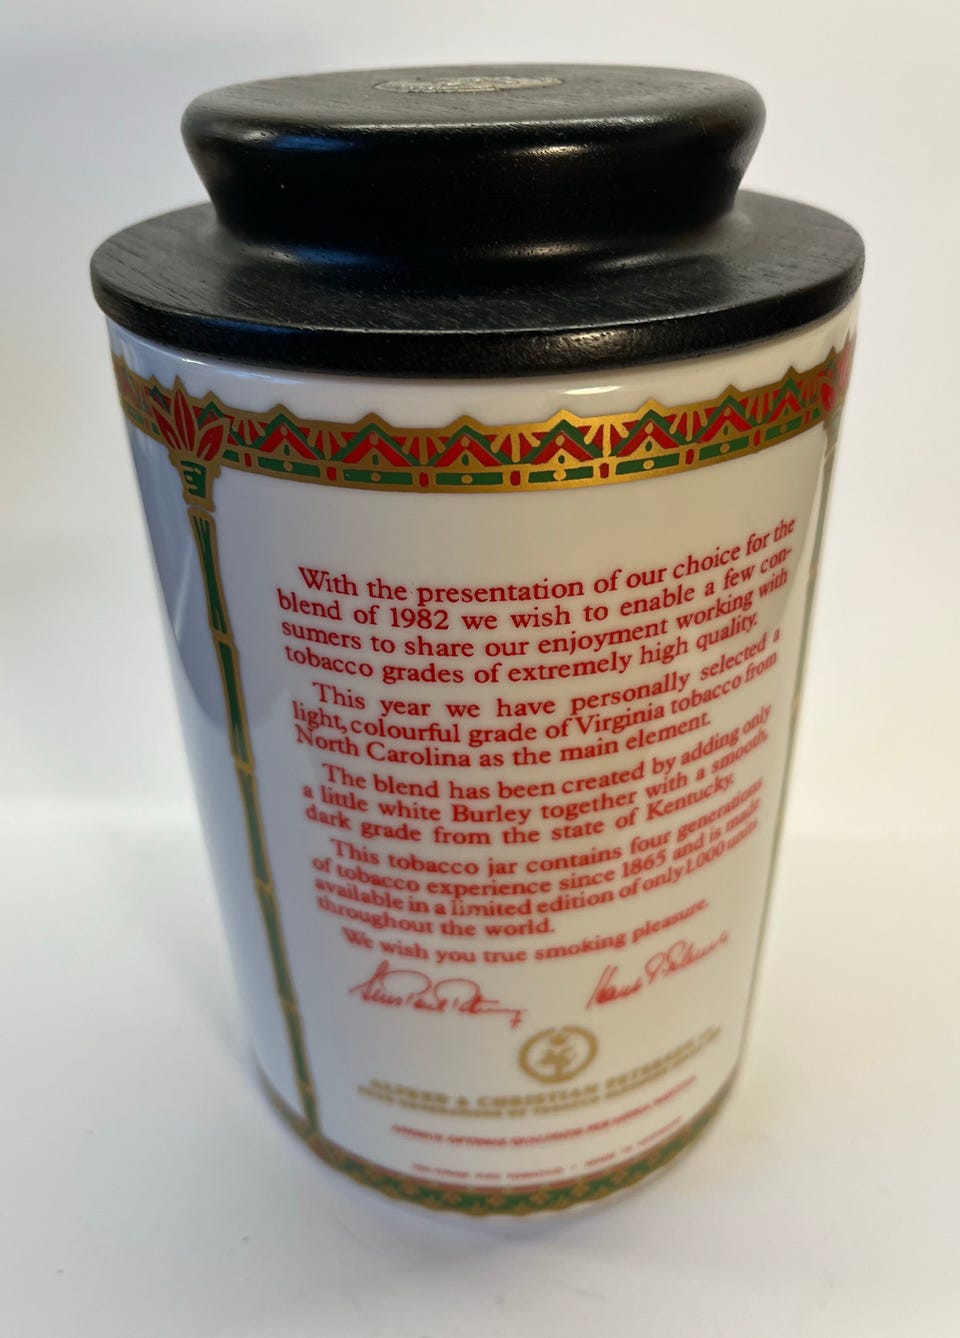 With the presentation of our choice for the
blend of 1982 we wish to enable a few con-
sumers to share our enjoyment working with
tobacco grades of extremely high quality.
This year we have personally selected a
light, colourful grade of Virginia tobacco from
North Carolina as the main element.
The blend has been created by adding only
a little white Burley together with a smooth,
dark grade from the state of Kentucky.
This tobacco jar contains four generations
of tobacco experience since 1865 and is made
available in a limited edition of only 1.000 units
throughout the world.
We wish you true smoking pleasure.
ALFRED & CHRISTIAN PETERSEN
FOUR GENERATIONS OF TOBACCO